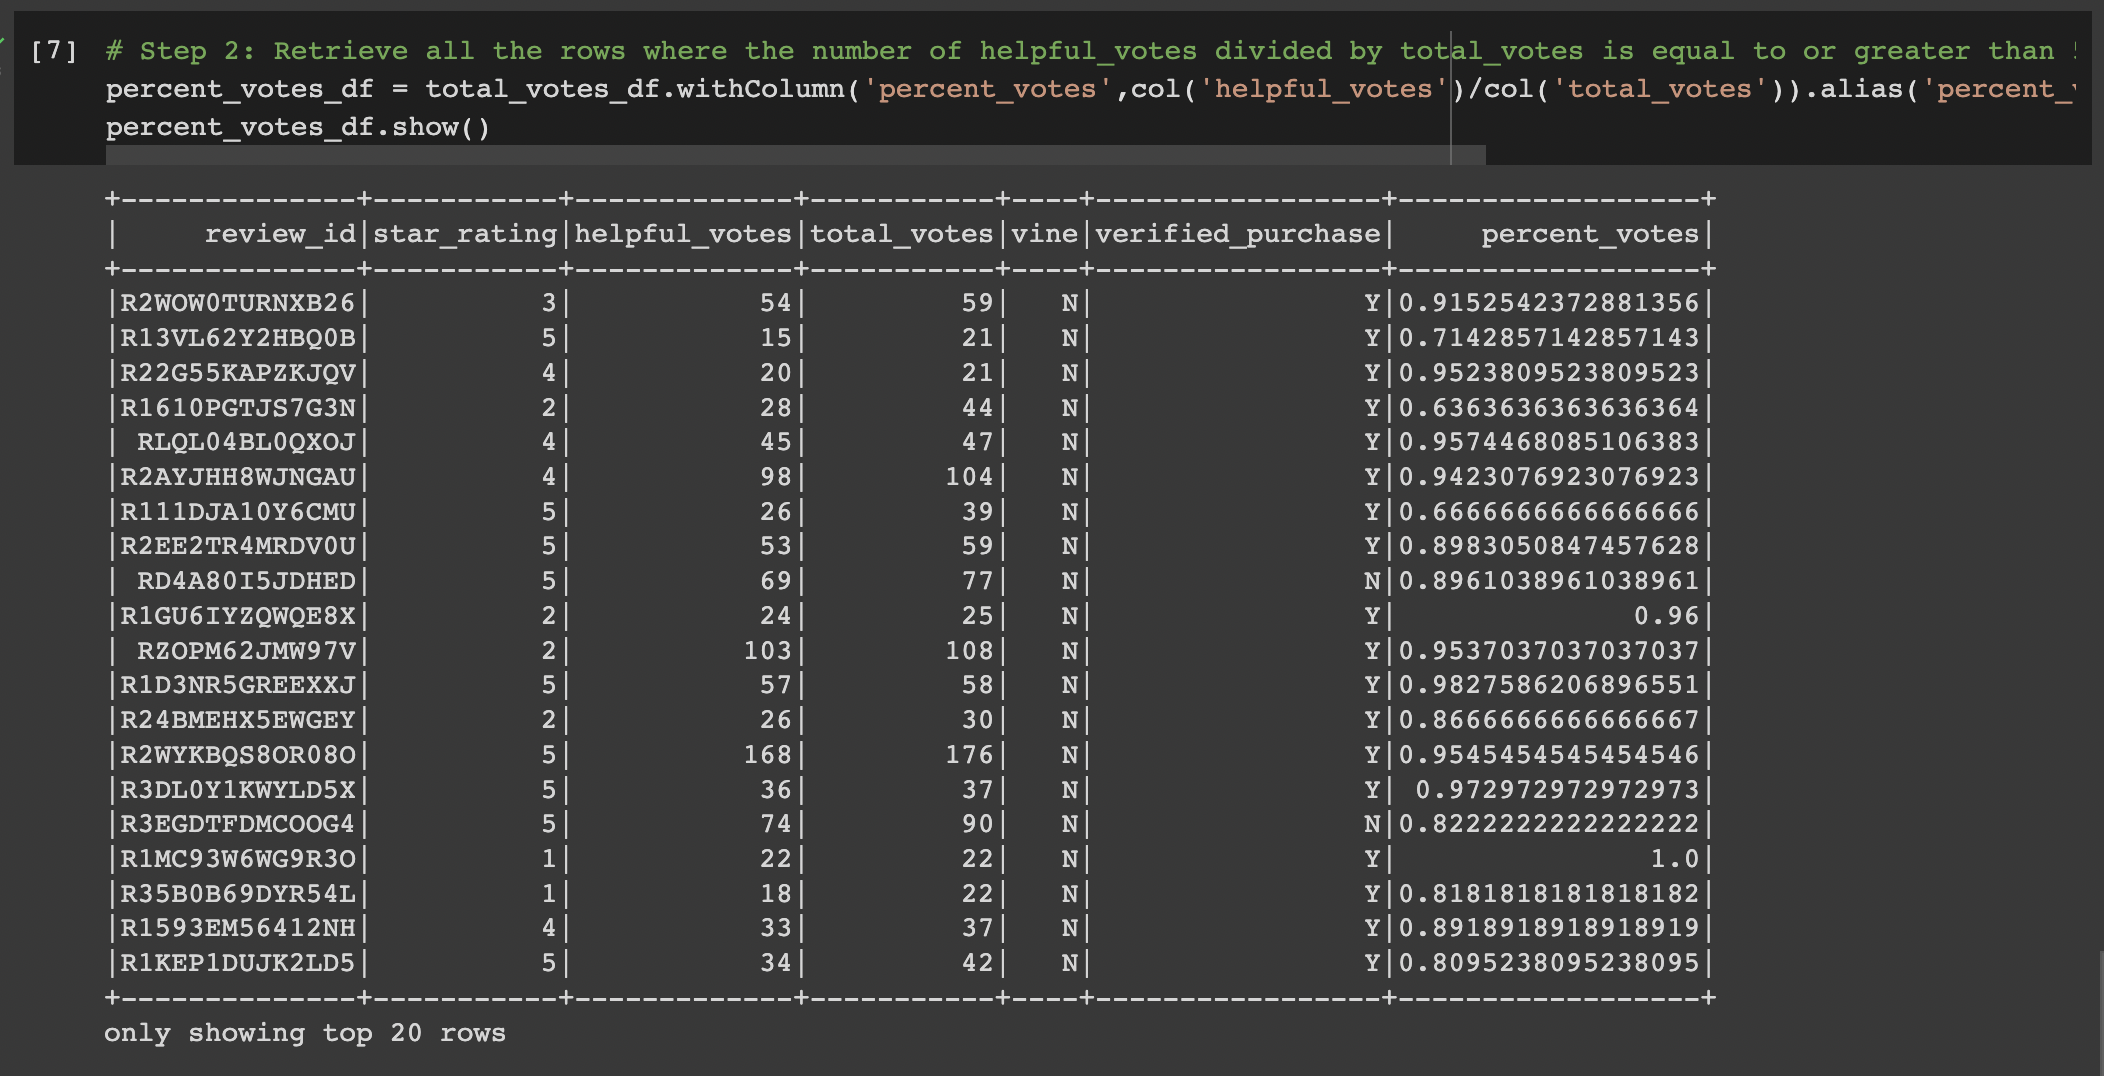 [7] # Step 2: Retrieve all the rows where the number of helpful_votes divided by total_votes is equal to or greater than
percent_votes_df = total_votes_df.withColumn('percent_votes',col('helpful_votes')/col('total_votes')).alias('percent_
percent_votes_df.show()
+--------------+-----------+-------------+-----------+----+-----------------+------------------+
|     review_id|star_rating|helpful_votes|total_votes|vine|verified_purchase|     percent_votes|
+--------------+-----------+-------------+-----------+----+-----------------+------------------+
|R2WOW0TURNXB26|          3|           54|         59|   N|                Y|0.9152542372881356|
|R13VL62Y2HBQ0B|          5|           15|         21|   N|                Y|0.7142857142857143|
|R22G55KAPZKJQV|          4|           20|         21|   N|                Y|0.9523809523809523|
|R1610PGTJS7G3N|          2|           28|         44|   N|                Y|0.6363636363636364|
| RLQL04BL0QXOJ|          4|           45|         47|   N|                Y|0.9574468085106383|
|R2AYJHH8WJNGAU|          4|           98|        104|   N|                Y|0.9423076923076923|
|R111DJA10Y6CMU|          5|           26|         39|   N|                Y|0.6666666666666666|
|R2EE2TR4MRDV0U|          5|           53|         59|   N|                Y|0.8983050847457628|
| RD4A80I5JDHED|          5|           69|         77|   N|                N|0.8961038961038961|
|R1GU6IYZQWQE8X|          2|           24|         25|   N|                Y|              0.96|
| RZOPM62JMW97V|          2|          103|        108|   N|                Y|0.9537037037037037|
|R1D3NR5GREEXXJ|          5|           57|         58|   N|                Y|0.9827586206896551|
|R24BMEHX5EWGEY|          2|           26|         30|   N|                Y|0.8666666666666667|
|R2WYKBQS8OR08O|          5|          168|        176|   N|                Y|0.9545454545454546|
|R3DL0Y1KWYLD5X|          5|           36|         37|   N|                Y| 0.972972972972973|
|R3EGDTFDMCOOG4|          5|           74|         90|   N|                N|0.8222222222222222|
|R1MC93W6WG9R3O|          1|           22|         22|   N|                Y|               1.0|
|R35B0B69DYR54L|          1|           18|         22|   N|                Y|0.8181818181818182|
|R1593EM56412NH|          4|           33|         37|   N|                Y|0.8918918918918919|
|R1KEP1DUJK2LD5|          5|           34|         42|   N|                Y|0.8095238095238095|
+--------------+-----------+-------------+-----------+----+-----------------+------------------+
only showing top 20 rows